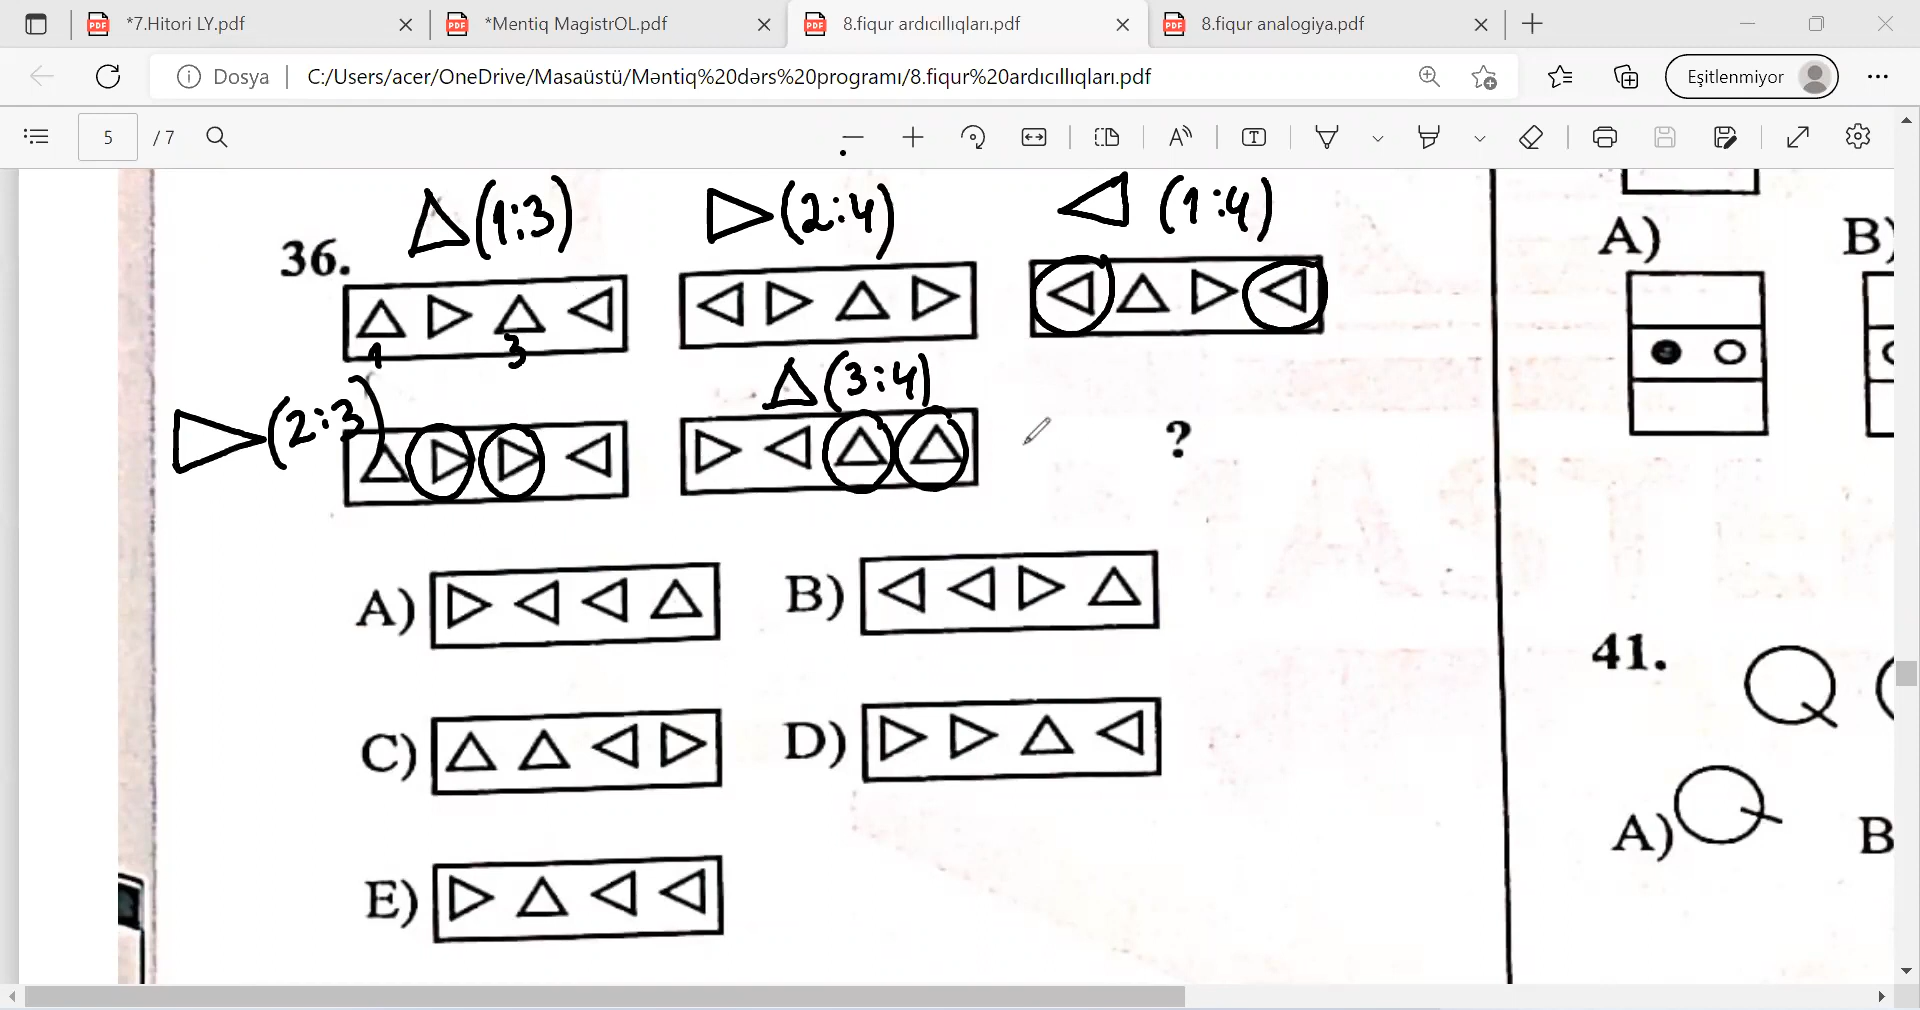 *7.Hitori LY.pdf
*Mentiq MagistrOL.pdf
8.fiqur ardıcıllıqları.pdf
8.fiqur analogiya.pdf
Dosya
C:/Users/acer/OneDrive/Masaüstü/Məntiq%20dərs%20programı/8.fiqur%20ardıcıllıqları.pdf
Eşitlenmiyor
5 / 7
36.
(1:3)
(2:4)
(1:4)
1 3
(2:3)
(3:4)
?
A)
B)
C)
D)
E)
A)
B)
41.
A)
B